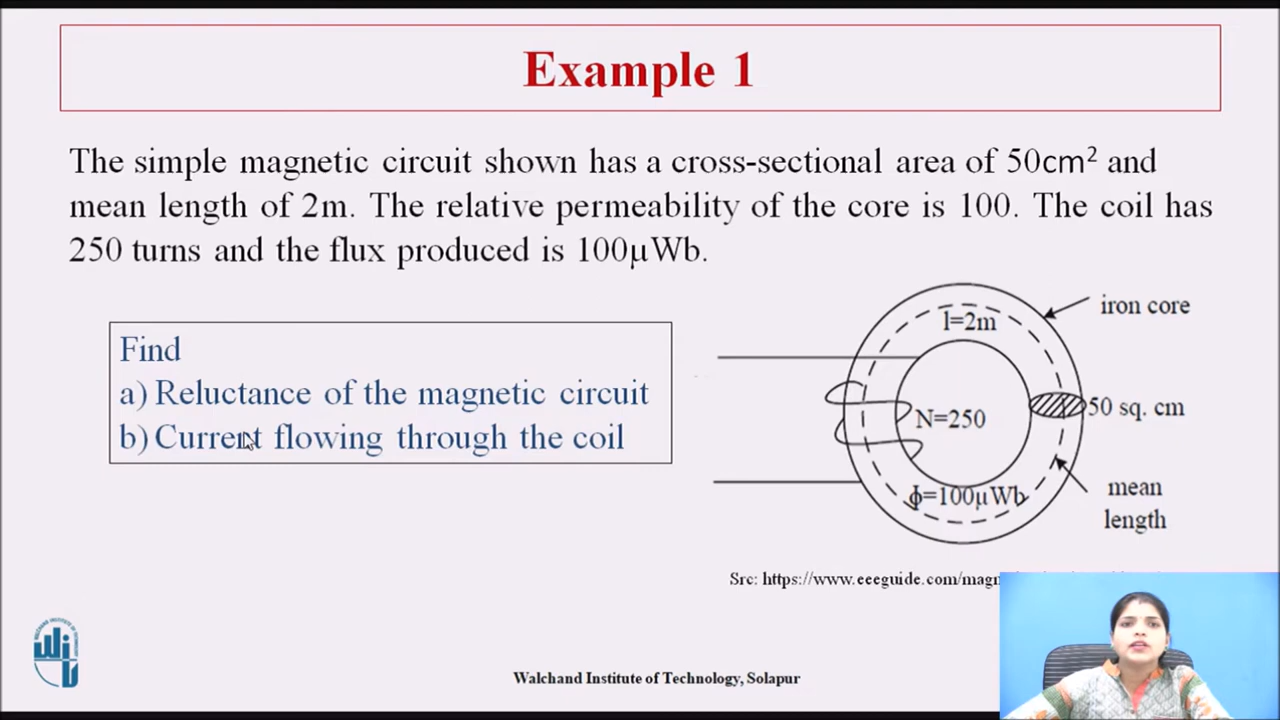 Example 1
The simple magnetic circuit shown has a cross-sectional area of 50cm² and
mean length of 2m. The relative permeability of the core is 100. The coil has
250 turns and the flux produced is 100µWb.
Find
a) Reluctance of the magnetic circuit
b) Current flowing through the coil
iron core
l=2m
50 sq. cm
N=250
ϕ=100µWb
mean
length
Src: https://www.eeeguide.com/magn
Walchand Institute of Technology, Solapur